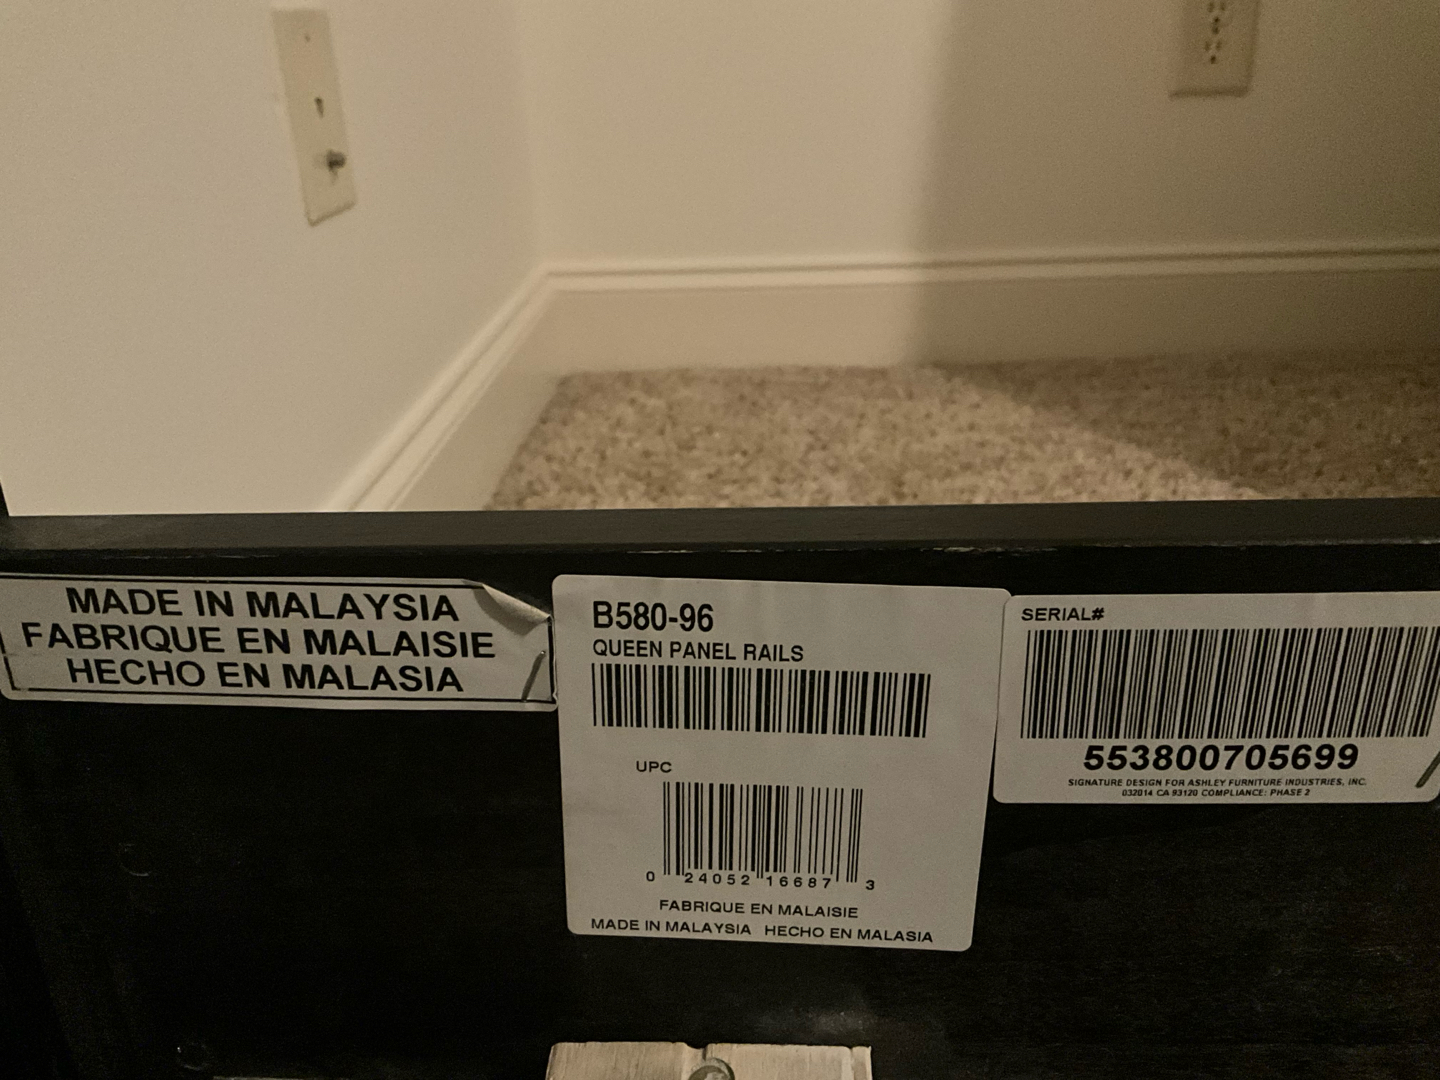 MADE IN MALAYSIA
FABRIQUE EN MALAISIE
HECHO EN MALASIA
B580-96
QUEEN PANEL RAILS
UPC
0 24052 16687 3
FABRIQUE EN MALAISIE
MADE IN MALAYSIA HECHO EN MALASIA
SERIAL#
553800705699
SIGNATURE DESIGN FOR ASHLEY FURNITURE INDUSTRIES, INC.
032014 CA 93120 COMPLIANCE: PHASE 2